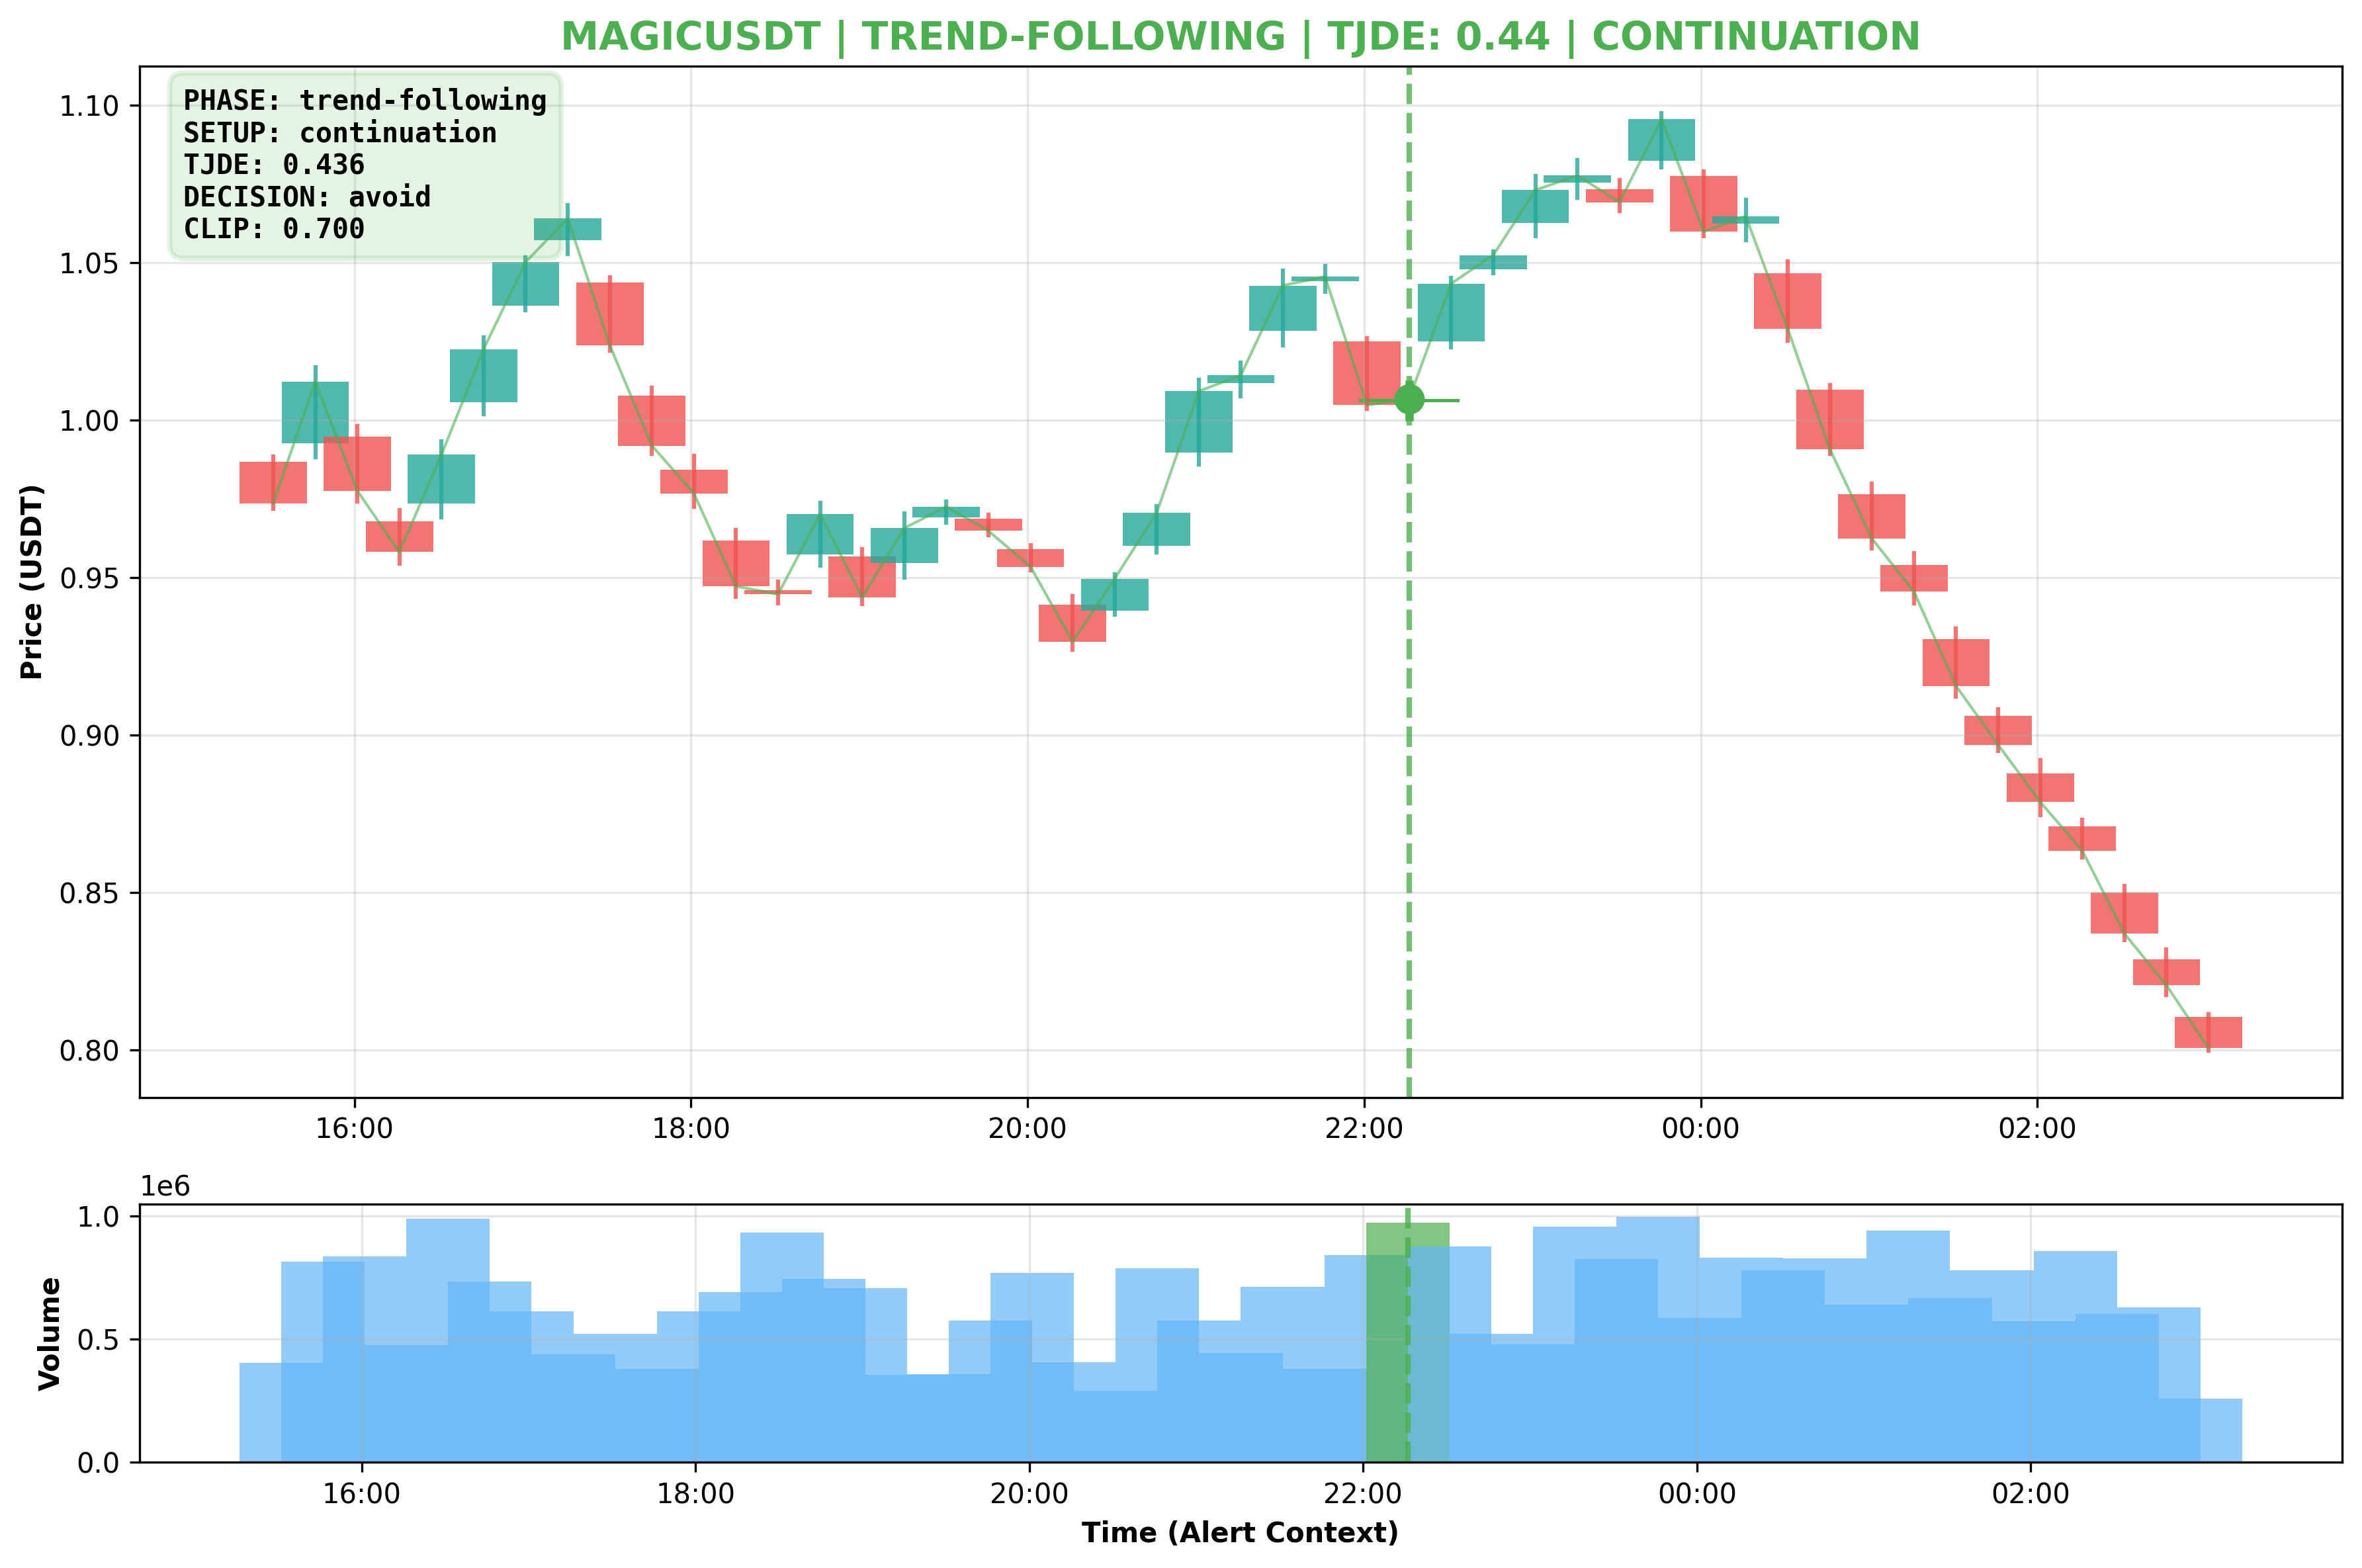 MAGICUSDT | TREND-FOLLOWING | TJDE: 0.44 | CONTINUATION
PHASE: trend-following
SETUP: continuation
TJDE: 0.436
DECISION: avoid
CLIP: 0.700
Price (USDT)
1.10
1.05
1.00
0.95
0.90
0.85
0.80
16:00
18:00
20:00
22:00
00:00
02:00
1e6
Volume
1.0
0.5
0.0
16:00
18:00
20:00
22:00
00:00
02:00
Time (Alert Context)